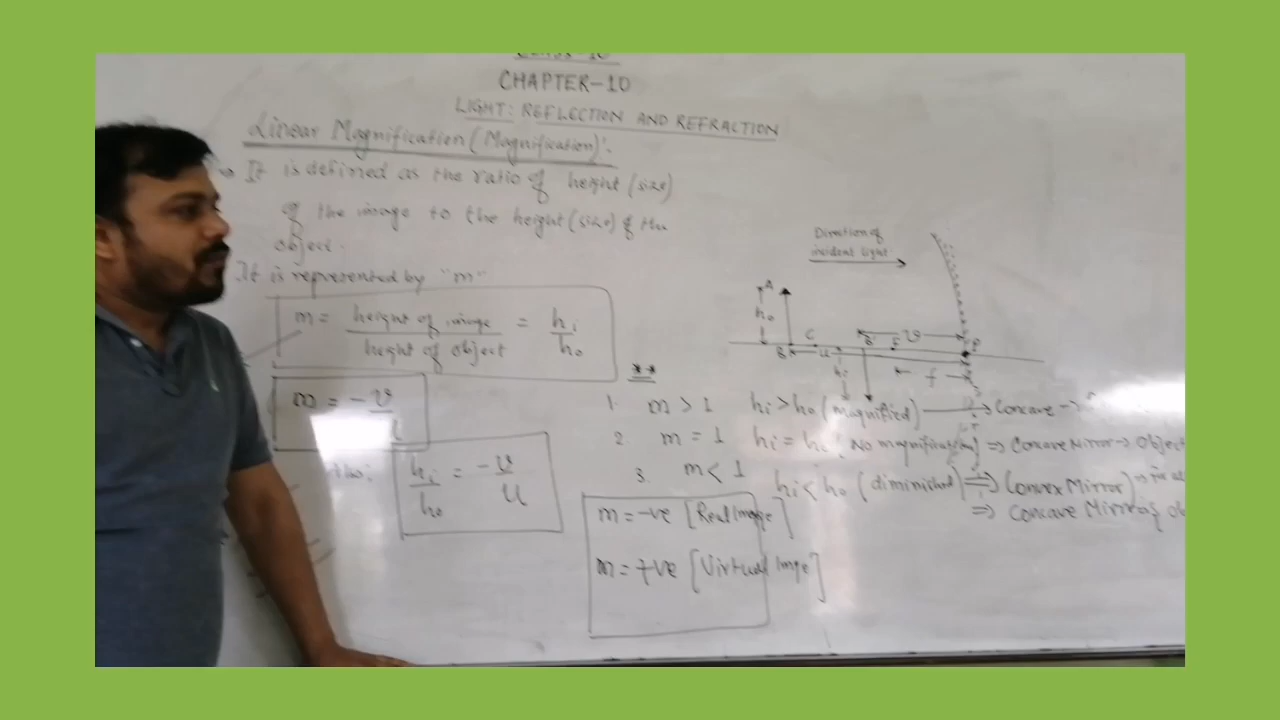 CHAPTER-10
LIGHT: REFLECTION AND REFRACTION
Linear Magnification (Magnification):
It is defined as the ratio of height (size)
of the image to the height (size) of the
object.
It is represented by "m"
m = height of image / height of object = hi / ho
m = -v
hi / ho = -v / u
Direction of
incident light
A
ho
B
C
u
hi
B'
F
v
P
f
**
1. m > 1 hi > ho (magnified) → Concave →
2 m = 1 hi = No magnification ⇒ Concave Mirror → Object
3. m < 1 hi < ho (diminished) ⇒ Convex Mirror
⇒ Concave Mirror
m = -ve [Real Image]
m = +ve [Virtual Imge]